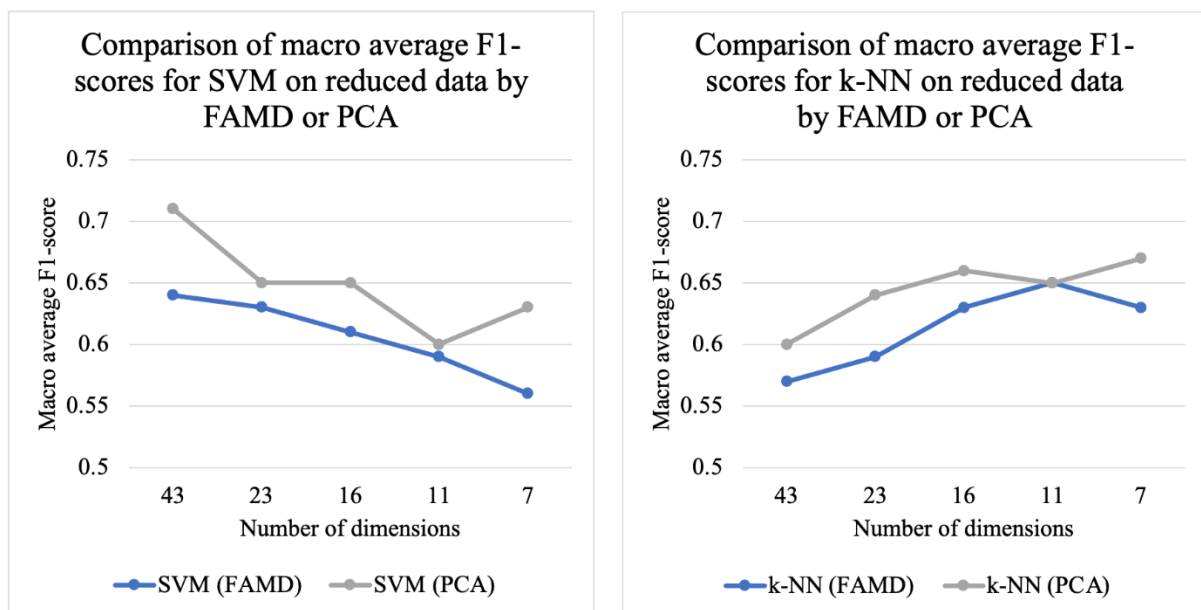 Comparison of macro average F1-
scores for SVM on reduced data by
FAMD or PCA
0.75
0.7
0.65
0.6
0.55
0.5
Macro average F1-score
43 23 16 11 7
Number of dimensions
SVM (FAMD) SVM (PCA)
Comparison of macro average F1-
scores for k-NN on reduced data
by FAMD or PCA
0.75
0.7
0.65
0.6
0.55
0.5
Macro average F1-score
43 23 16 11 7
Number of dimensions
k-NN (FAMD) k-NN (PCA)